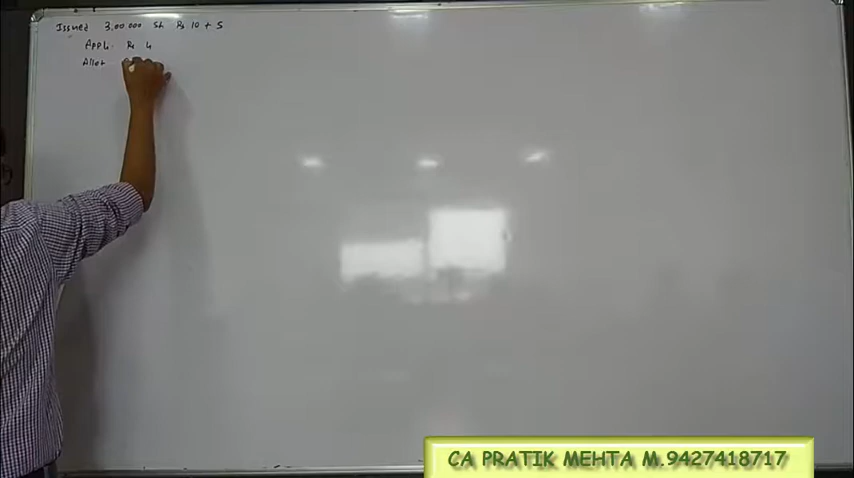 Issued 3,00,000 Sh Rs 10 + 5
Appli. Rs 4
Allot
CA PRATIK MEHTA M.9427418717